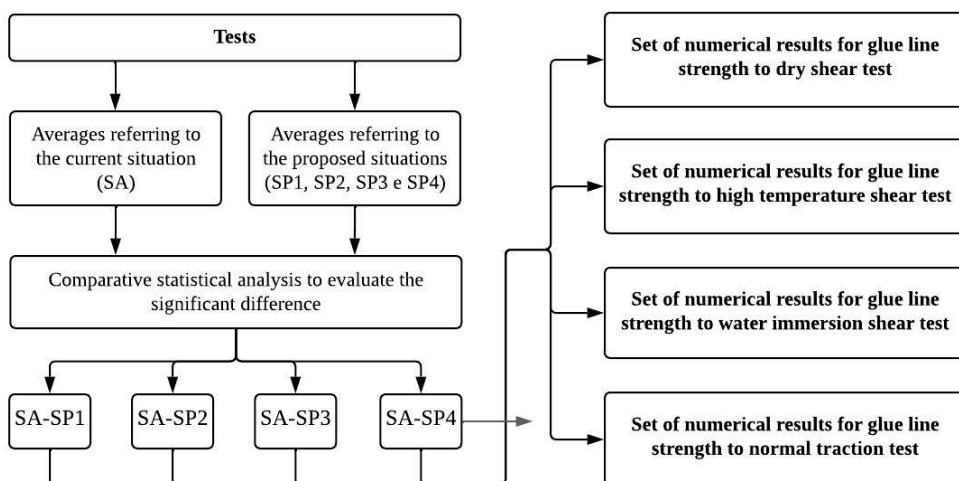 Tests
Averages referring to
the current situation
(SA)
Averages referring to
the proposed situations
(SP1, SP2, SP3 e SP4)
Comparative statistical analysis to evaluate the
significant difference
SA-SP1
SA-SP2
SA-SP3
SA-SP4
Set of numerical results for glue line
strength to dry shear test
Set of numerical results for glue line
strength to high temperature shear test
Set of numerical results for glue line
strength to water immersion shear test
Set of numerical results for glue line
strength to normal traction test